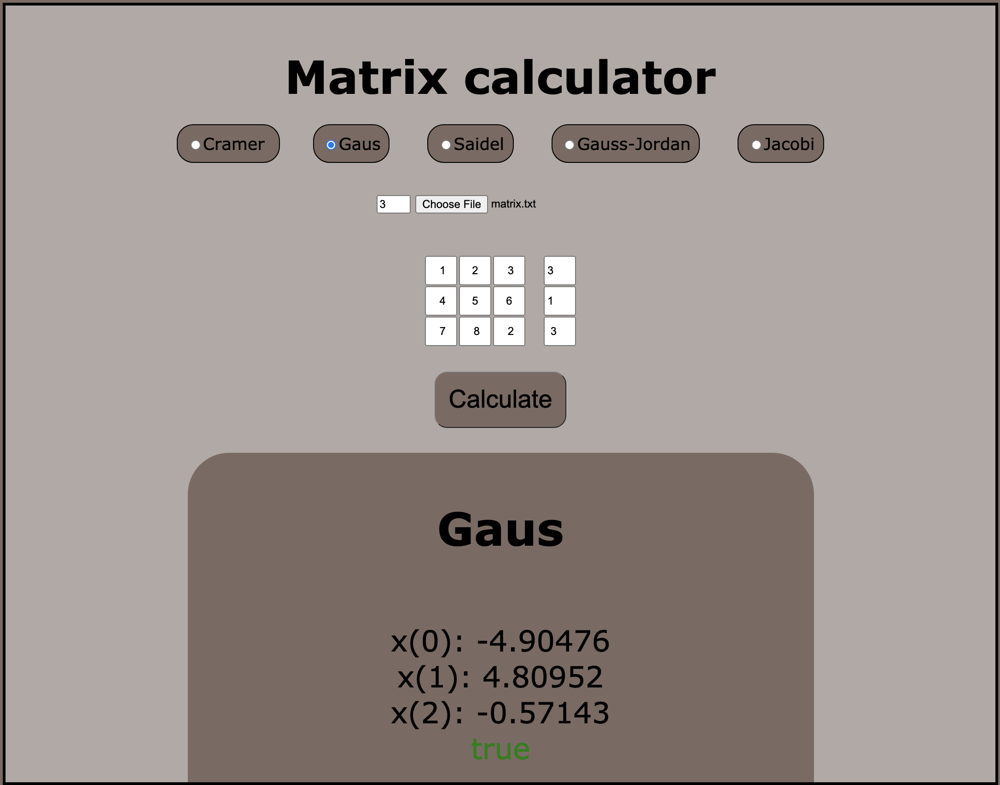 Matrix calculator
Cramer Gaus Saidel Gauss-Jordan Jacobi
3 Choose File matrix.txt
1 2 3 3
4 5 6 1
7 8 2 3
Calculate
Gaus
x(0): -4.90476
x(1): 4.80952
x(2): -0.57143
true